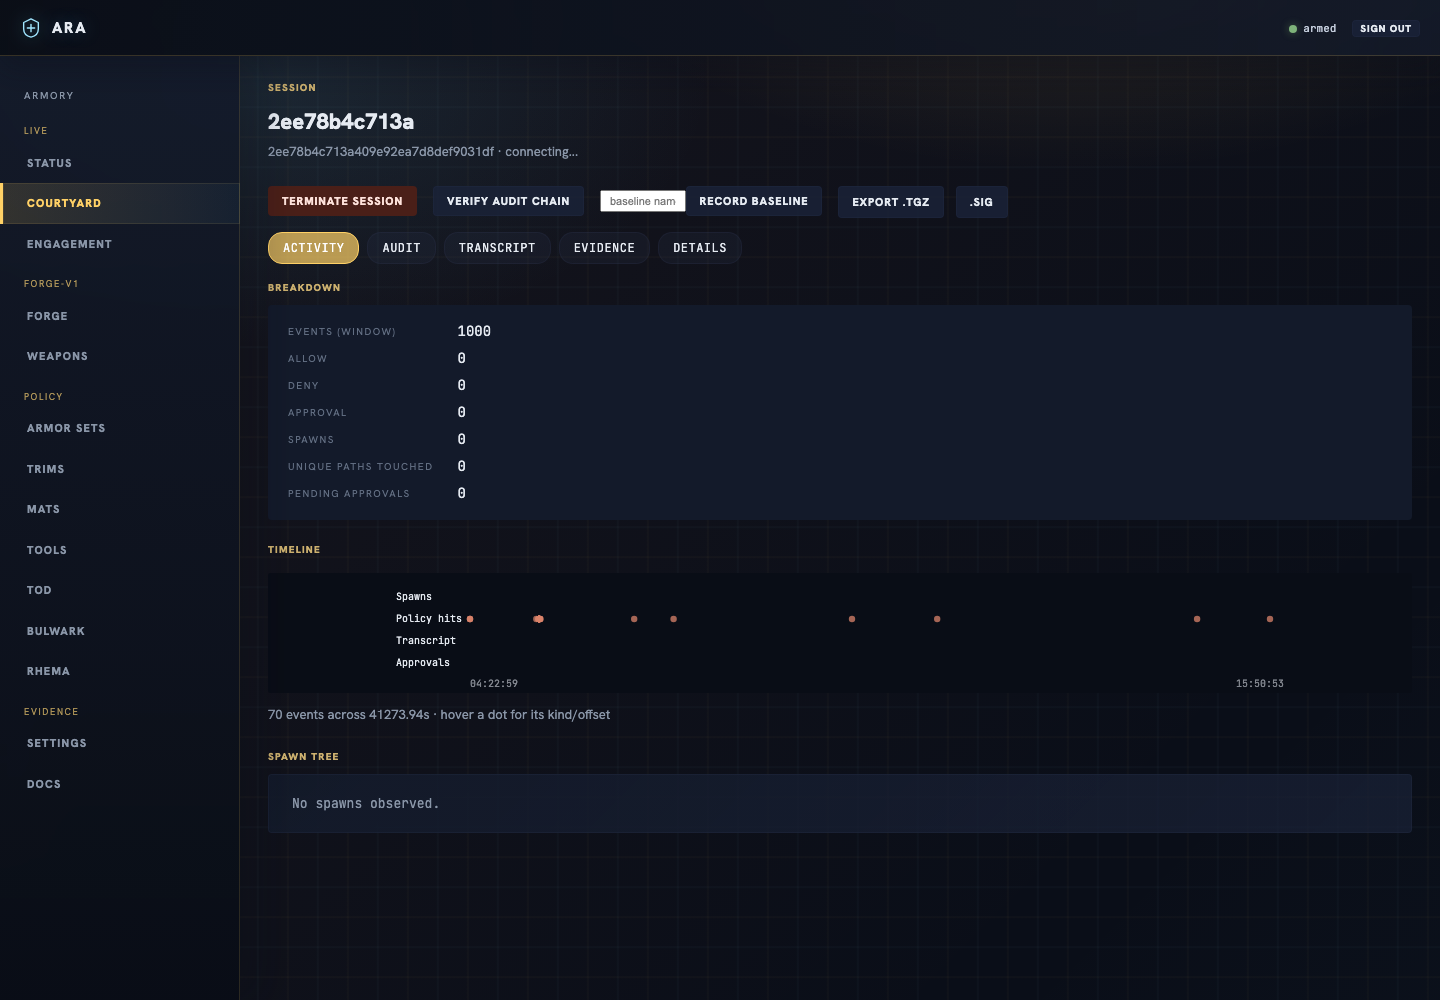 ARA
armed
SIGN OUT
ARMORY
LIVE
STATUS
COURTYARD
ENGAGEMENT
FORGE-V1
FORGE
WEAPONS
POLICY
ARMOR SETS
TRIMS
MATS
TOOLS
TOD
BULWARK
RHEMA
EVIDENCE
SETTINGS
DOCS
SESSION
2ee78b4c713a
2ee78b4c713a409e92ea7d8def9031df · connecting...
TERMINATE SESSION
VERIFY AUDIT CHAIN
baseline nam
RECORD BASELINE
EXPORT .TGZ
.SIG
ACTIVITY
AUDIT
TRANSCRIPT
EVIDENCE
DETAILS
BREAKDOWN
EVENTS (WINDOW) 1000
ALLOW 0
DENY 0
APPROVAL 0
SPAWNS 0
UNIQUE PATHS TOUCHED 0
PENDING APPROVALS 0
TIMELINE
Spawns
Policy hits
Transcript
Approvals
04:22:59
15:50:53
70 events across 41273.94s · hover a dot for its kind/offset
SPAWN TREE
No spawns observed.